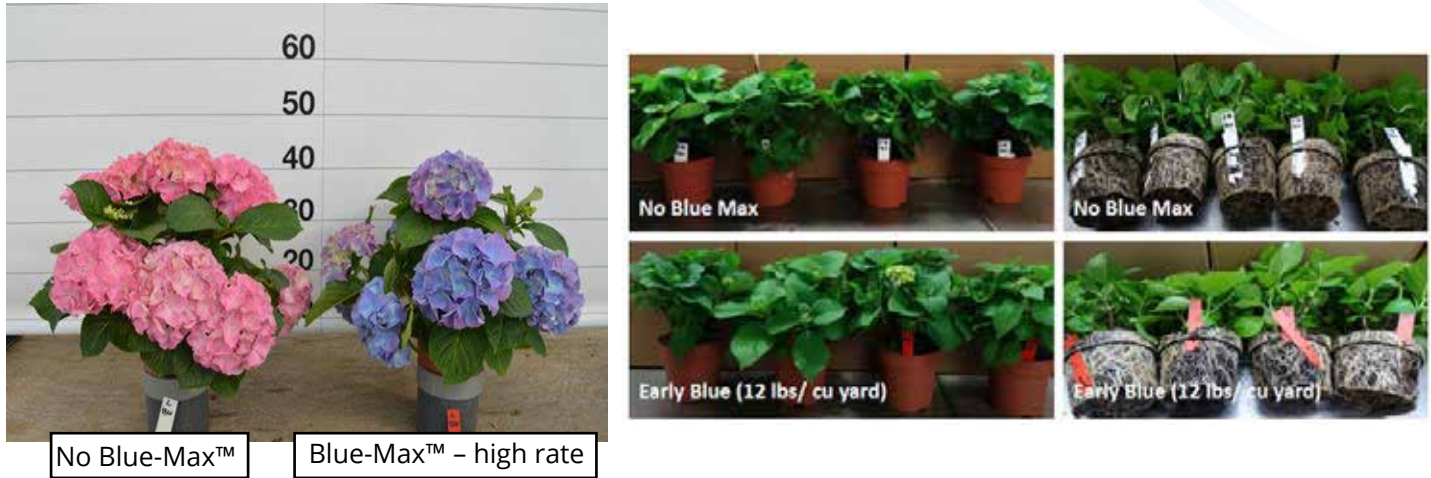 60
50
40
30
20
No Blue-Max™
Blue-Max™ – high rate
No Blue Max
No Blue Max
Early Blue (12 lbs/ cu yard)
Early Blue (12 lbs/ cu yard)